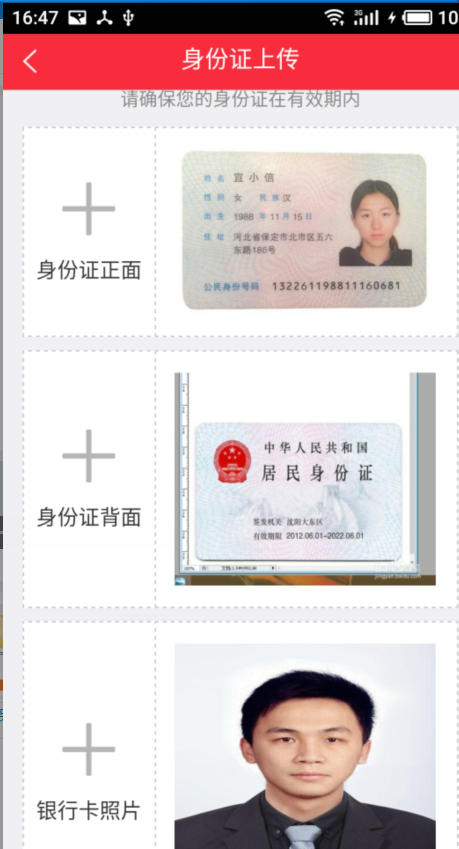 16:47
3G
10
身份证上传
请确保您的身份证在有效期内
身份证正面
姓名 宜小信
性别 女 民族 汉
出生 1988 年 11 月 15 日
住址 河北省保定市北市区五六
东路186号
公民身份号码 132261198811160681
身份证背面
中华人民共和国
居民身份证
签发机关 沈阳大东区
有效期限 2012.06.01-2022.06.01
jingyan.baidu.com
银行卡照片